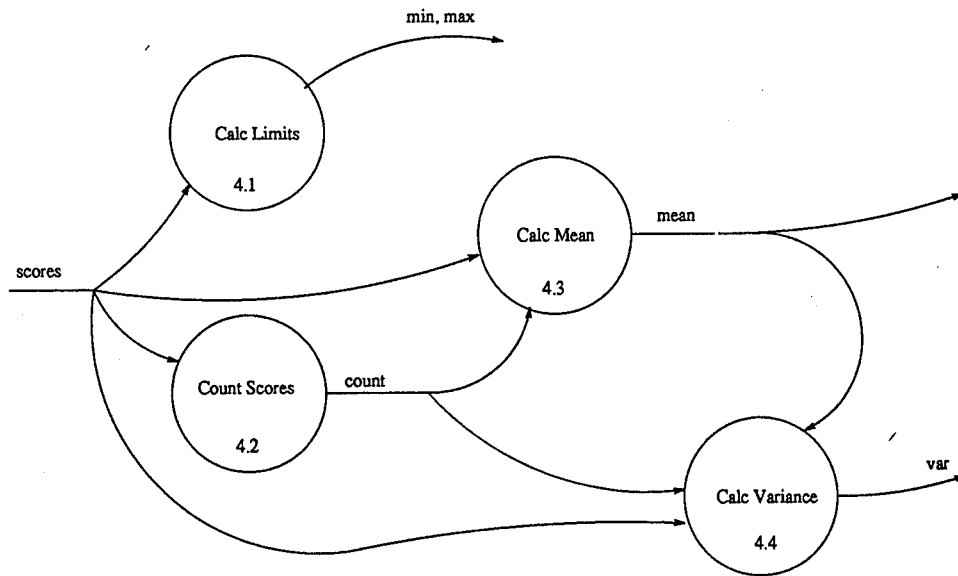 min, max
Calc Limits
4.1
scores
Calc Mean
4.3
mean
Count Scores
4.2
count
Calc Variance
4.4
var